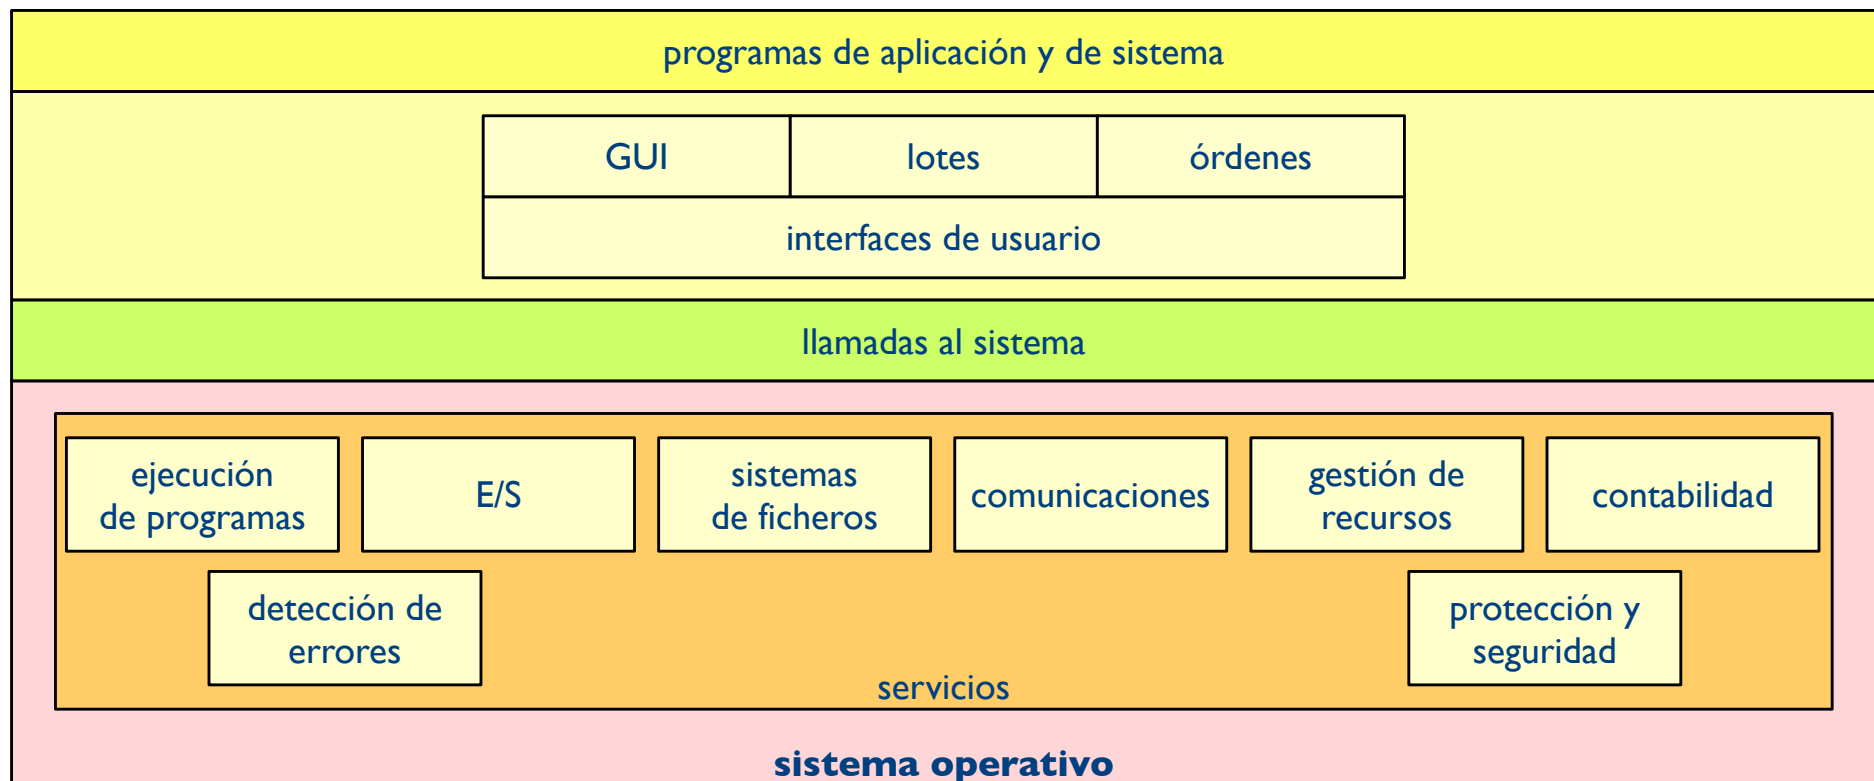 programas de aplicación y de sistema
GUI
lotes
órdenes
interfaces de usuario
llamadas al sistema
ejecución
de programas
E/S
sistemas
de ficheros
comunicaciones
gestión de
recursos
contabilidad
detección de
errores
protección y
seguridad
servicios
sistema operativo